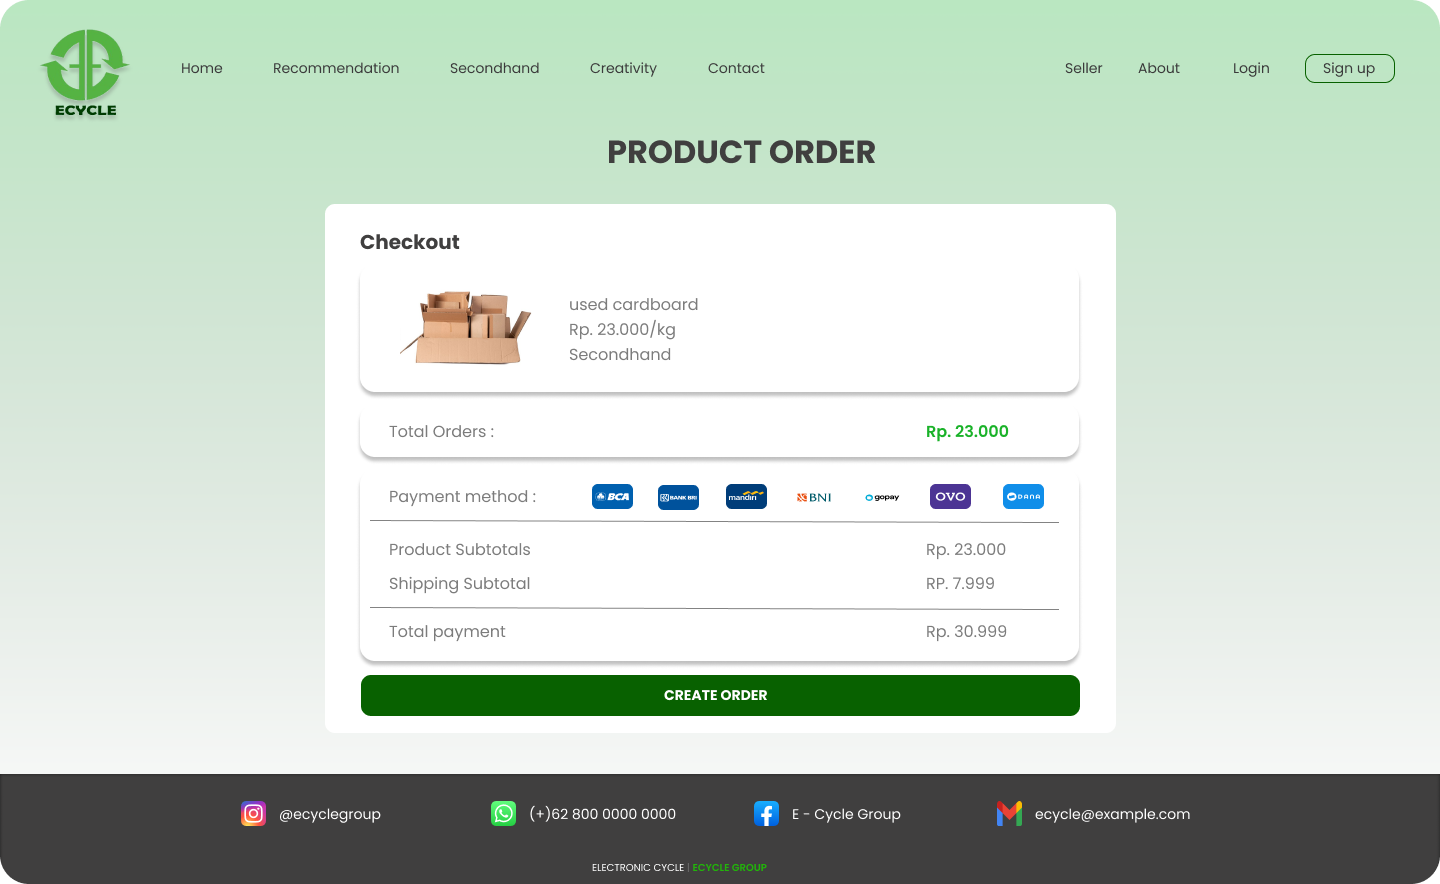 Home Recommendation Secondhand Creativity Contact Seller About Login Sign up
ECYCLE
PRODUCT ORDER
Checkout
used cardboard
Rp. 23.000/kg
Secondhand
Total Orders : Rp. 23.000
Payment method : BCA BANK BRI mandiri BNI gopay OVO DANA
Product Subtotals Rp. 23.000
Shipping Subtotal RP. 7.999
Total payment Rp. 30.999
CREATE ORDER
@ecyclegroup (+)62 800 0000 0000 E - Cycle Group ecycle@example.com
ELECTRONIC CYCLE | ECYCLE GROUP